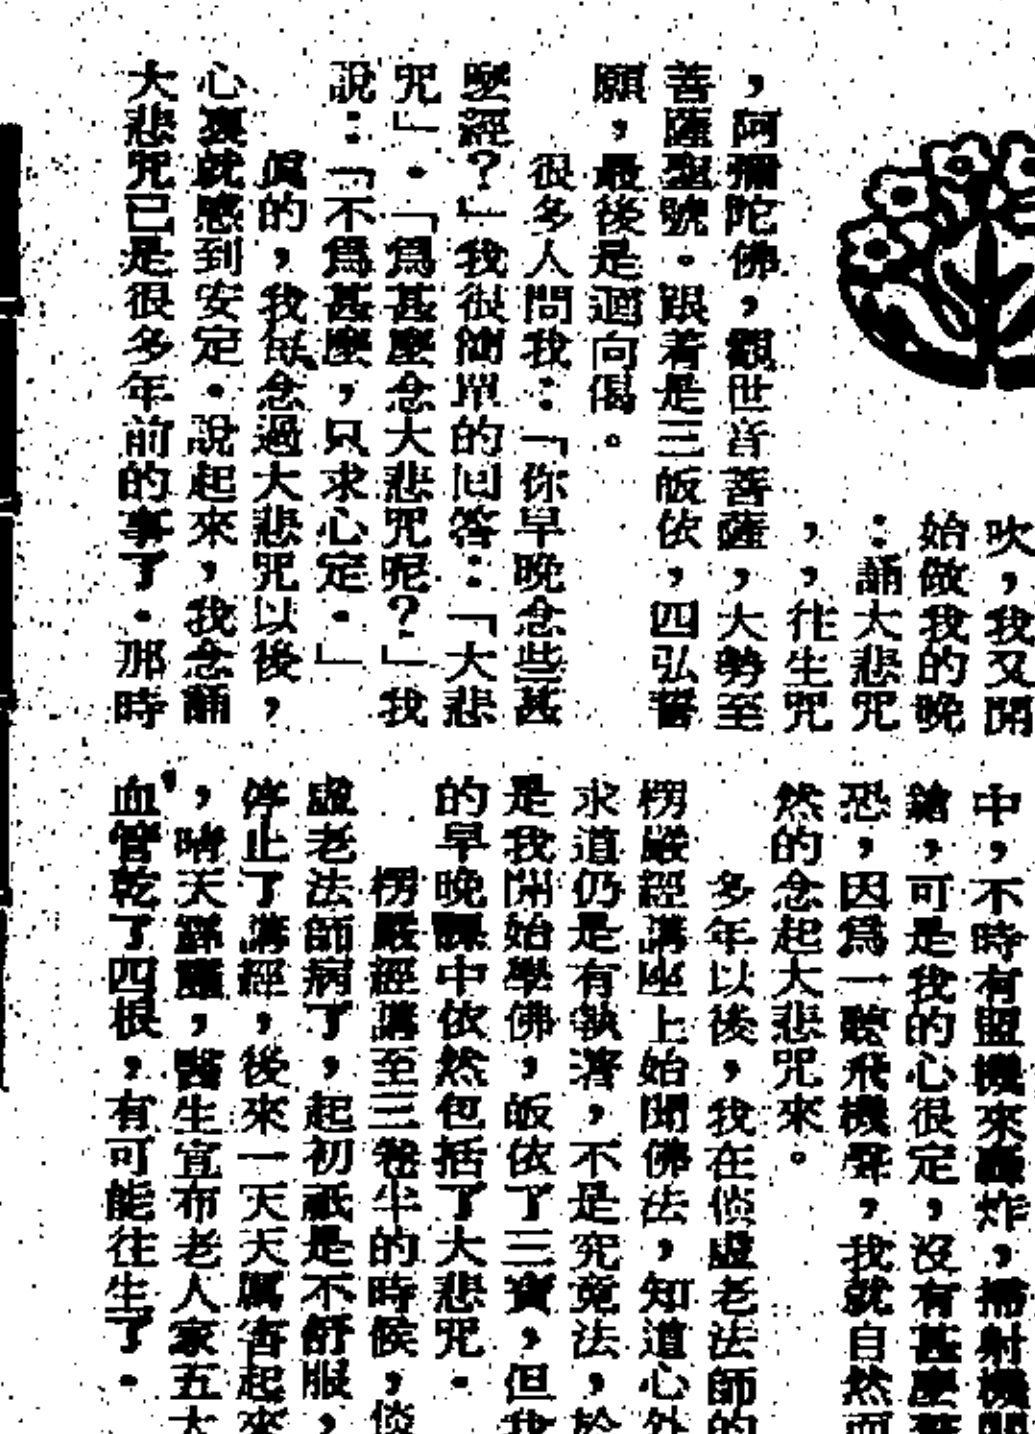 吹，我又開
始做我的晚
：誦大悲咒
，，往生咒
，阿彌陀佛，觀世音菩薩，大勢至
菩薩聖號。跟着是三皈依，四弘誓
願，最後是迴向偈。
很多人問我：「你早晚念些甚
麼經？」我很簡單的回答：「大悲
咒」。「爲甚麼念大悲咒呢？」我
說：「不爲甚麼，只求心定。」
眞的，我每念過大悲咒以後，
心裏就感到安定。說起來，我念誦
大悲咒已是很多年前的事了。那時
中，不時有盟機來轟炸，掃射機
鎗，可是我的心很定，沒有甚麼
恐，因爲一聽飛機聲，我就自然而
然的念起大悲咒來。
多年以後，我在倓虛老法師的
楞嚴經講座上始聞佛法，知道心外
求道仍是有執著，不是究竟法，於
是我開始學佛，皈依了三寶，但我
的早晚課中依然包括了大悲咒。
楞嚴經講至三卷半的時候，倓
虛老法師病了，起初祇是不舒服，
停止了講經，後來一天天厲害起來
，醫生宣布老人家五大
血管乾了四根，有可能往生了。